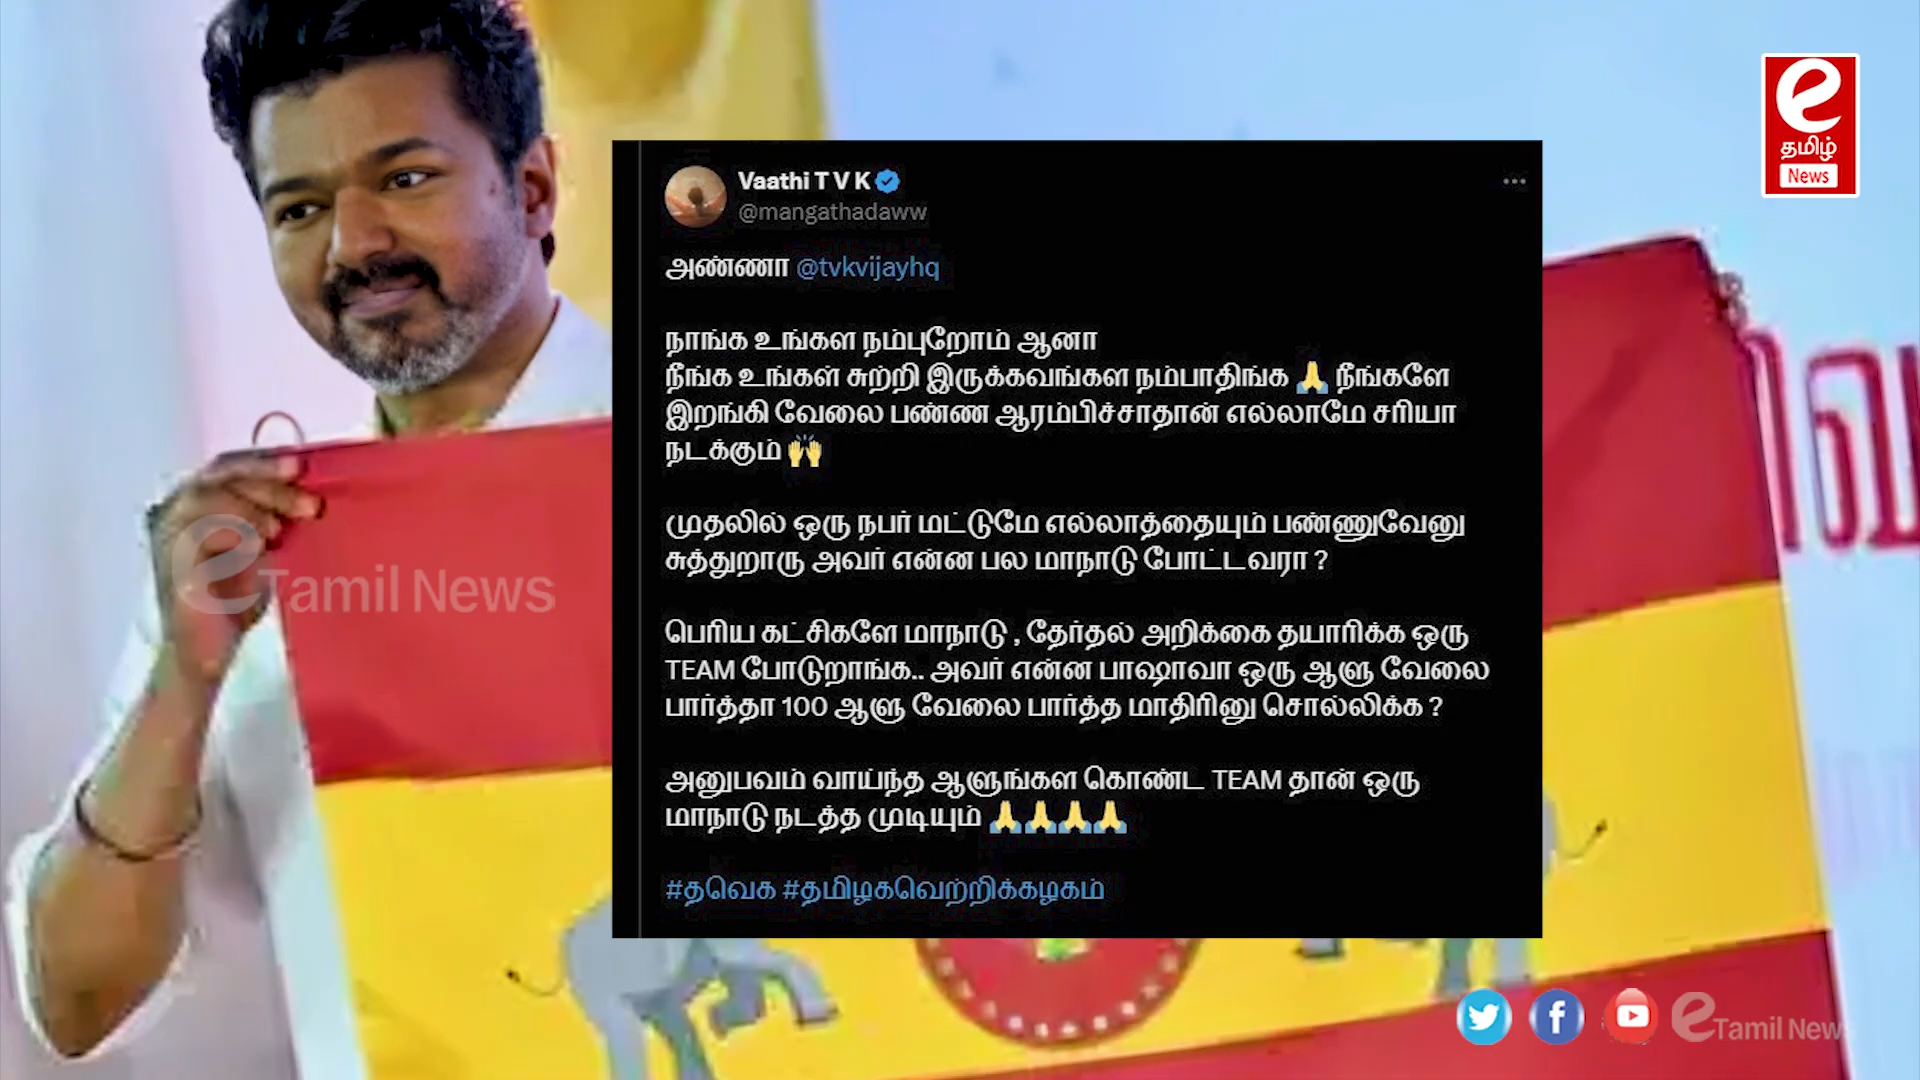 e
தமிழ்
News
Vaathi T V K
@mangathadaww
அண்ணா @tvkvijayhq
நாங்க உங்கள நம்புறோம் ஆனா
நீங்க உங்கள் சுற்றி இருக்கவங்கள நம்பாதிங்க 🙏 நீங்களே
இறங்கி வேலை பண்ண ஆரம்பிச்சாதான் எல்லாமே சரியா
நடக்கும் 🙌
முதலில் ஒரு நபர் மட்டுமே எல்லாத்தையும் பண்ணுவேனு
சுத்துறாரு அவர் என்ன பல மாநாடு போட்டவரா ?
பெரிய கட்சிகளே மாநாடு , தேர்தல் அறிக்கை தயாரிக்க ஒரு
TEAM போடுறாங்க.. அவர் என்ன பாஷாவா ஒரு ஆளு வேலை
பார்த்தா 100 ஆளு வேலை பார்த்த மாதிரினு சொல்லிக்க ?
அனுபவம் வாய்ந்த ஆளுங்கள கொண்ட TEAM தான் ஒரு
மாநாடு நடத்த முடியும் 🙏🙏🙏🙏
#தவெக #தமிழகவெற்றிக்கழகம்
eTamil News
eTamil New